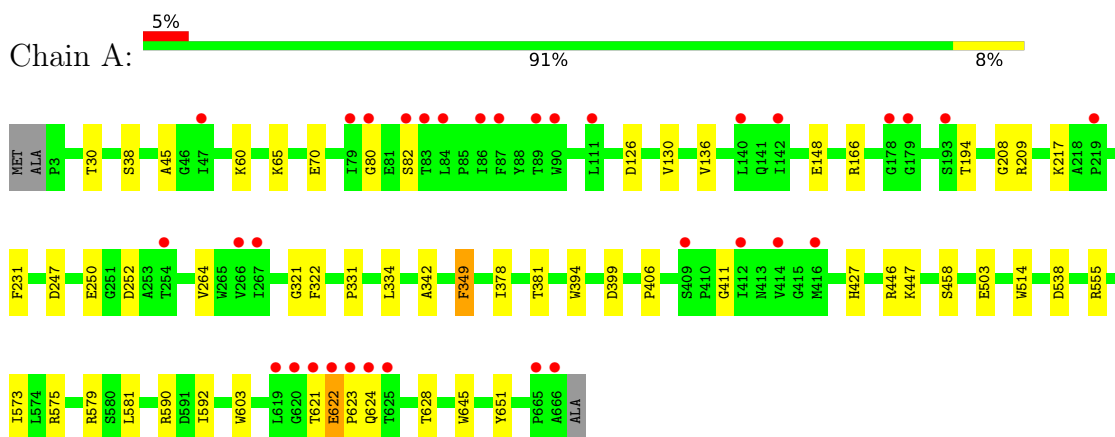 5%
Chain A:
91% 8%
MET ALA P3 T30 S38 A45 G46 I47 K60 K65 E70 I79 G80 E81 S82 T83 L84 P85 I86 F87 Y88 T89 W90 L111 D126 V130 V136 L140 Q141 I142 E148 R166 G178 G179 S193 T194 G208 R209 K217 A218 P219
F231 D247 E250 G251 D252 A253 T254 V264 W265 V266 I267 G321 F322 P331 L334 A342 F349 I378 T381 W394 D399 P406 S409 P410 G411 I412 N413 V414 G415 M416 H427 R446 K447 S458 E503 W514 D538 R555
I573 L574 R575 R579 S580 L581 R590 D591 I592 W603 L619 G620 T621 E622 P623 Q624 T625 T628 W645 Y651 P665 A666 ALA